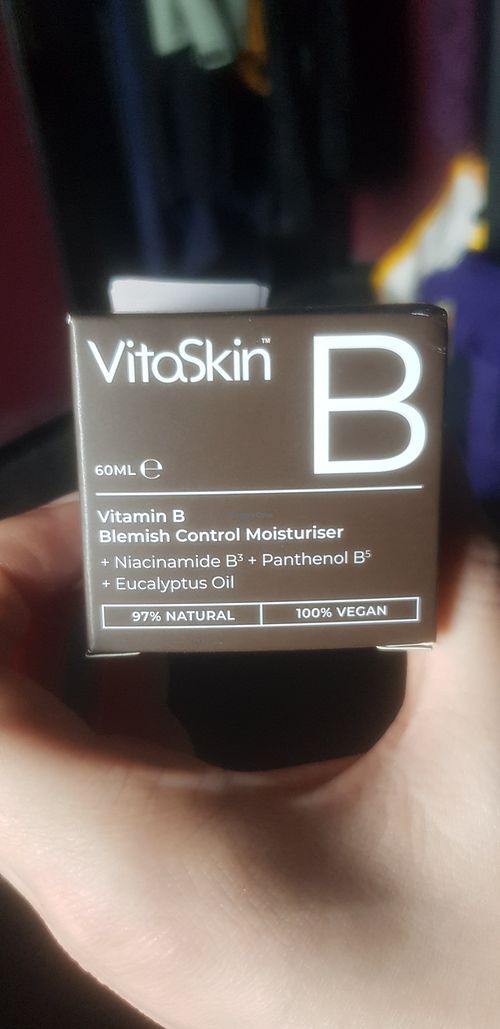 VitaSkin™
B
60ML ℮
Vitamin B
Blemish Control Moisturiser
+ Niacinamide B³ + Panthenol B⁵
+ Eucalyptus Oil
97% NATURAL
100% VEGAN